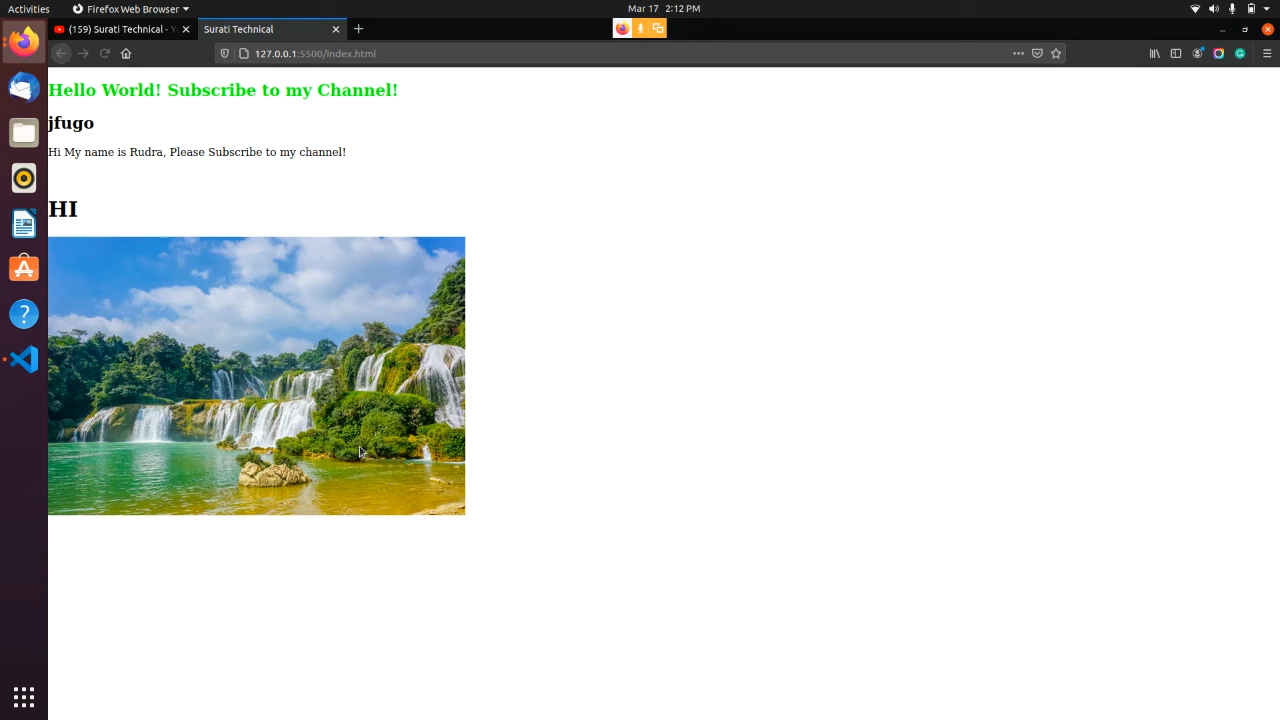 Activities Firefox Web Browser Mar 17 2:12 PM
(159) Surati Technical - Surati Technical
127.0.0.1:5500/index.html
Hello World! Subscribe to my Channel!
jfugo
Hi My name is Rudra, Please Subscribe to my channel!
HI